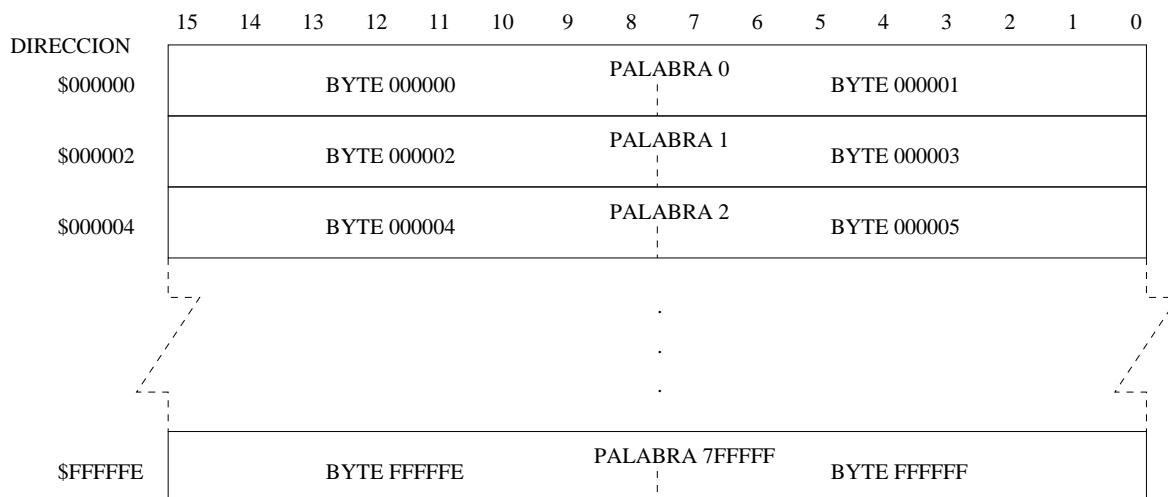 15 14 13 12 11 10 9 8 7 6 5 4 3 2 1 0
DIRECCION
PALABRA 0
$000000 BYTE 000000 BYTE 000001
PALABRA 1
$000002 BYTE 000002 BYTE 000003
PALABRA 2
$000004 BYTE 000004 BYTE 000005
.
.
.
PALABRA 7FFFFF
$FFFFFE BYTE FFFFFE BYTE FFFFFF